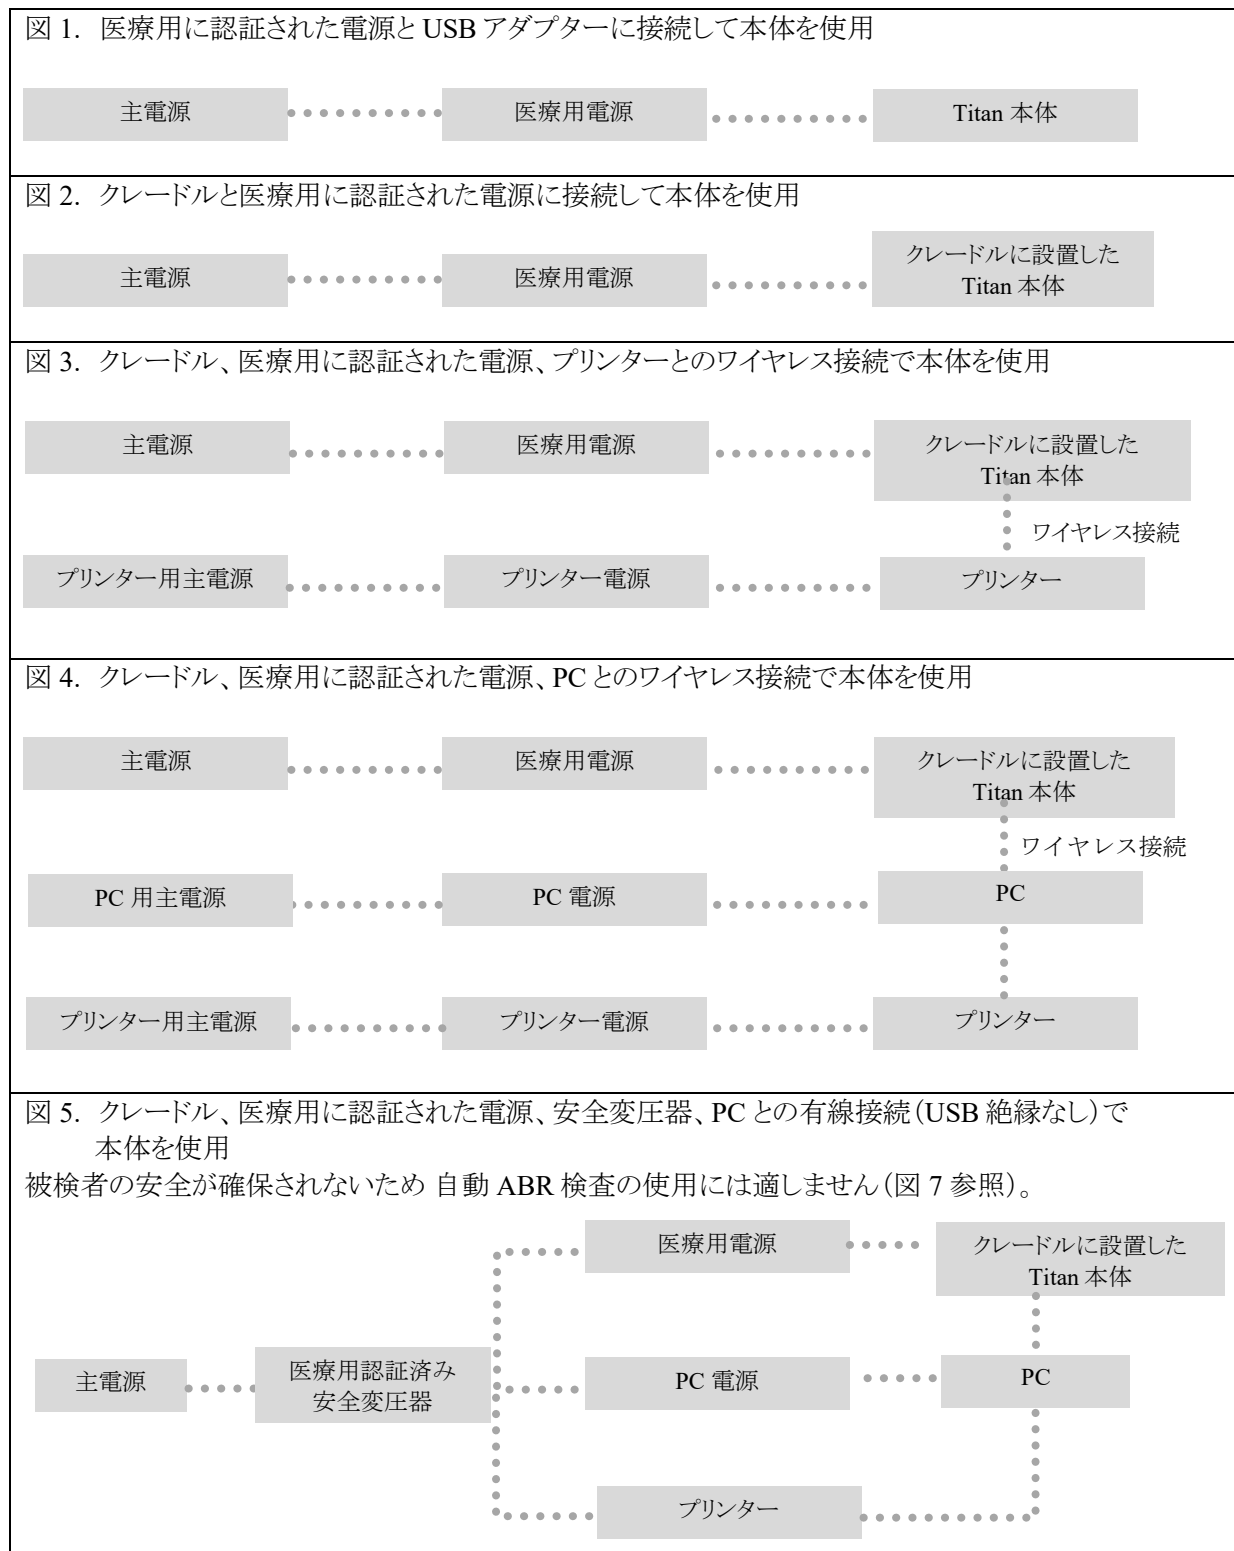 図 1. 医療用に認証された電源と USB アダプターに接続して本体を使用
主電源
医療用電源
Titan 本体
図 2. クレードルと医療用に認証された電源に接続して本体を使用
主電源
医療用電源
クレードルに設置した
Titan 本体
図 3. クレードル、医療用に認証された電源、プリンターとのワイヤレス接続で本体を使用
主電源
医療用電源
クレードルに設置した
Titan 本体
ワイヤレス接続
プリンター用主電源
プリンター電源
プリンター
図 4. クレードル、医療用に認証された電源、PC とのワイヤレス接続で本体を使用
主電源
医療用電源
クレードルに設置した
Titan 本体
ワイヤレス接続
PC 用主電源
PC 電源
PC
プリンター用主電源
プリンター電源
プリンター
図 5. クレードル、医療用に認証された電源、安全変圧器、PC との有線接続（USB 絶縁なし）で
本体を使用
被検者の安全が確保されないため 自動 ABR 検査の使用には適しません（図 7 参照）。
医療用電源
クレードルに設置した
Titan 本体
主電源
医療用認証済み
安全変圧器
PC 電源
PC
プリンター